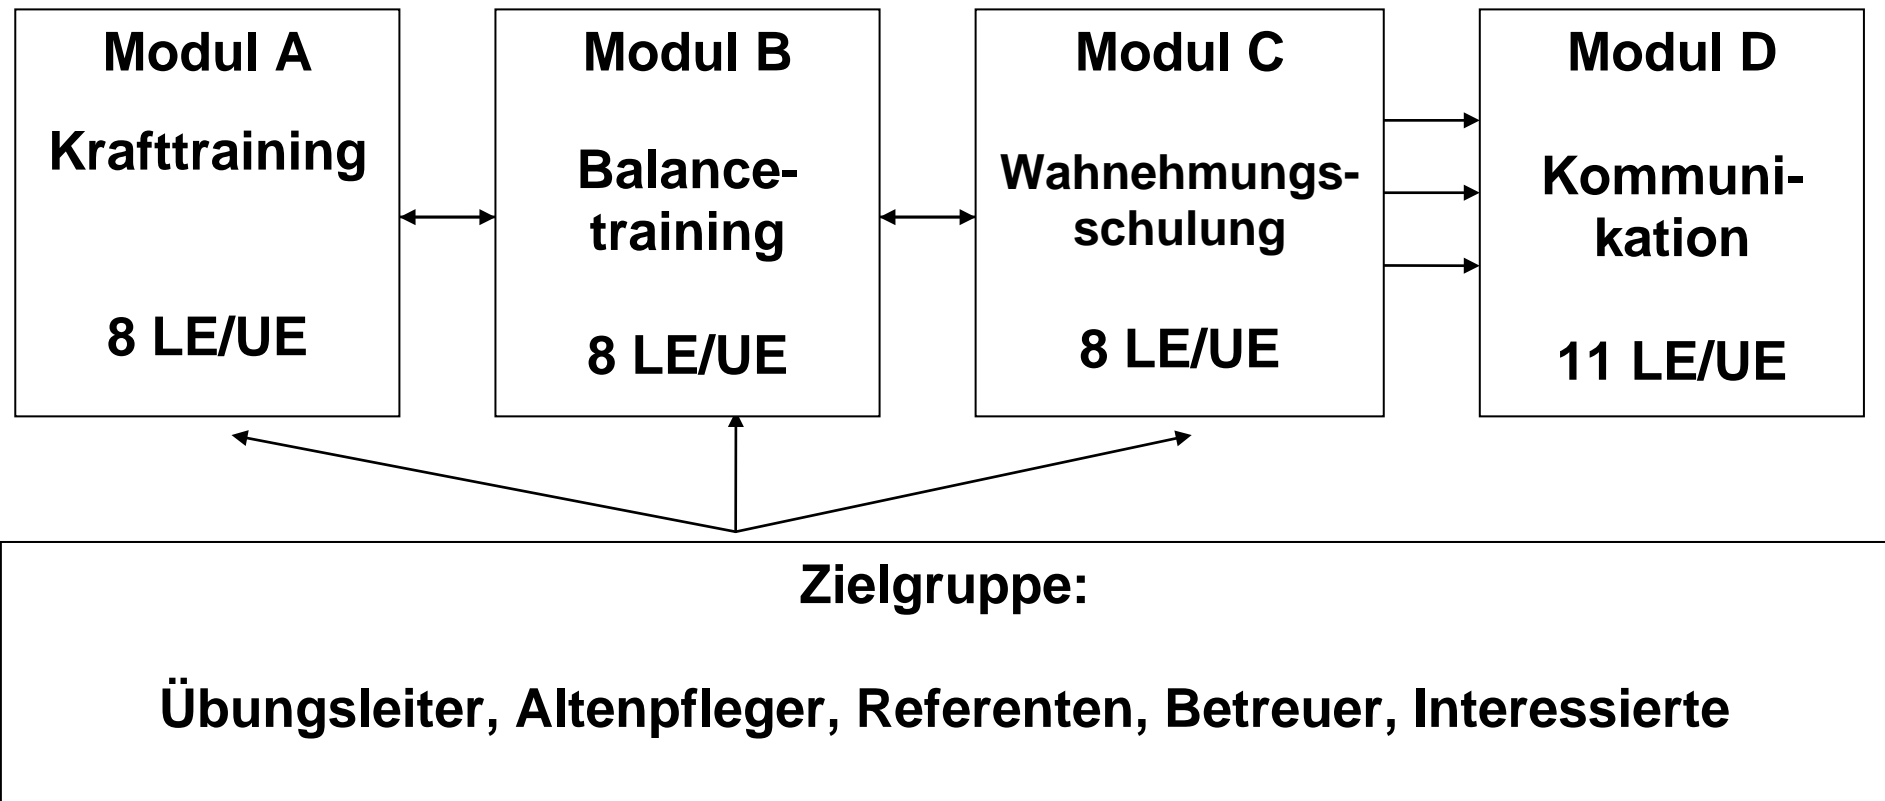 Modul A
Krafttraining
8 LE/UE
Modul B
Balance-
training
8 LE/UE
Modul C
Wahnehmungs-
schulung
8 LE/UE
Modul D
Kommuni-
kation
11 LE/UE
Zielgruppe:
Übungsleiter, Altenpfleger, Referenten, Betreuer, Interessierte